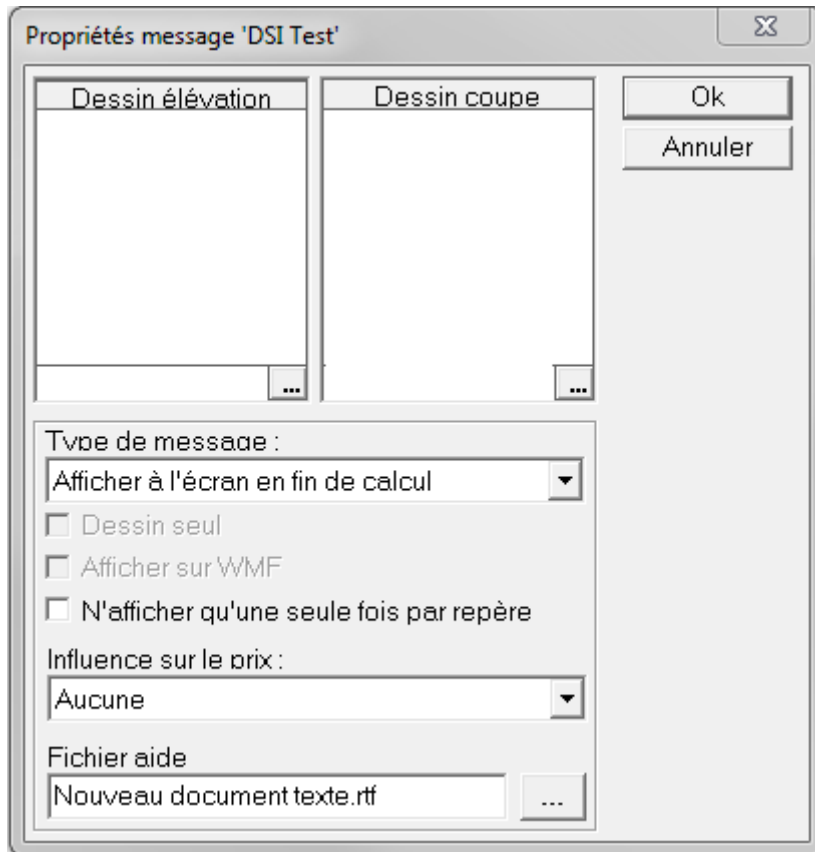 Propriétés message 'DSI Test'
Dessin élévation
Dessin coupe
Ok
Annuler
...
...
Type de message :
Afficher à l'écran en fin de calcul
Dessin seul
Afficher sur WMF
N'afficher qu'une seule fois par repère
Influence sur le prix :
Aucune
Fichier aide
Nouveau document texte.rtf
...